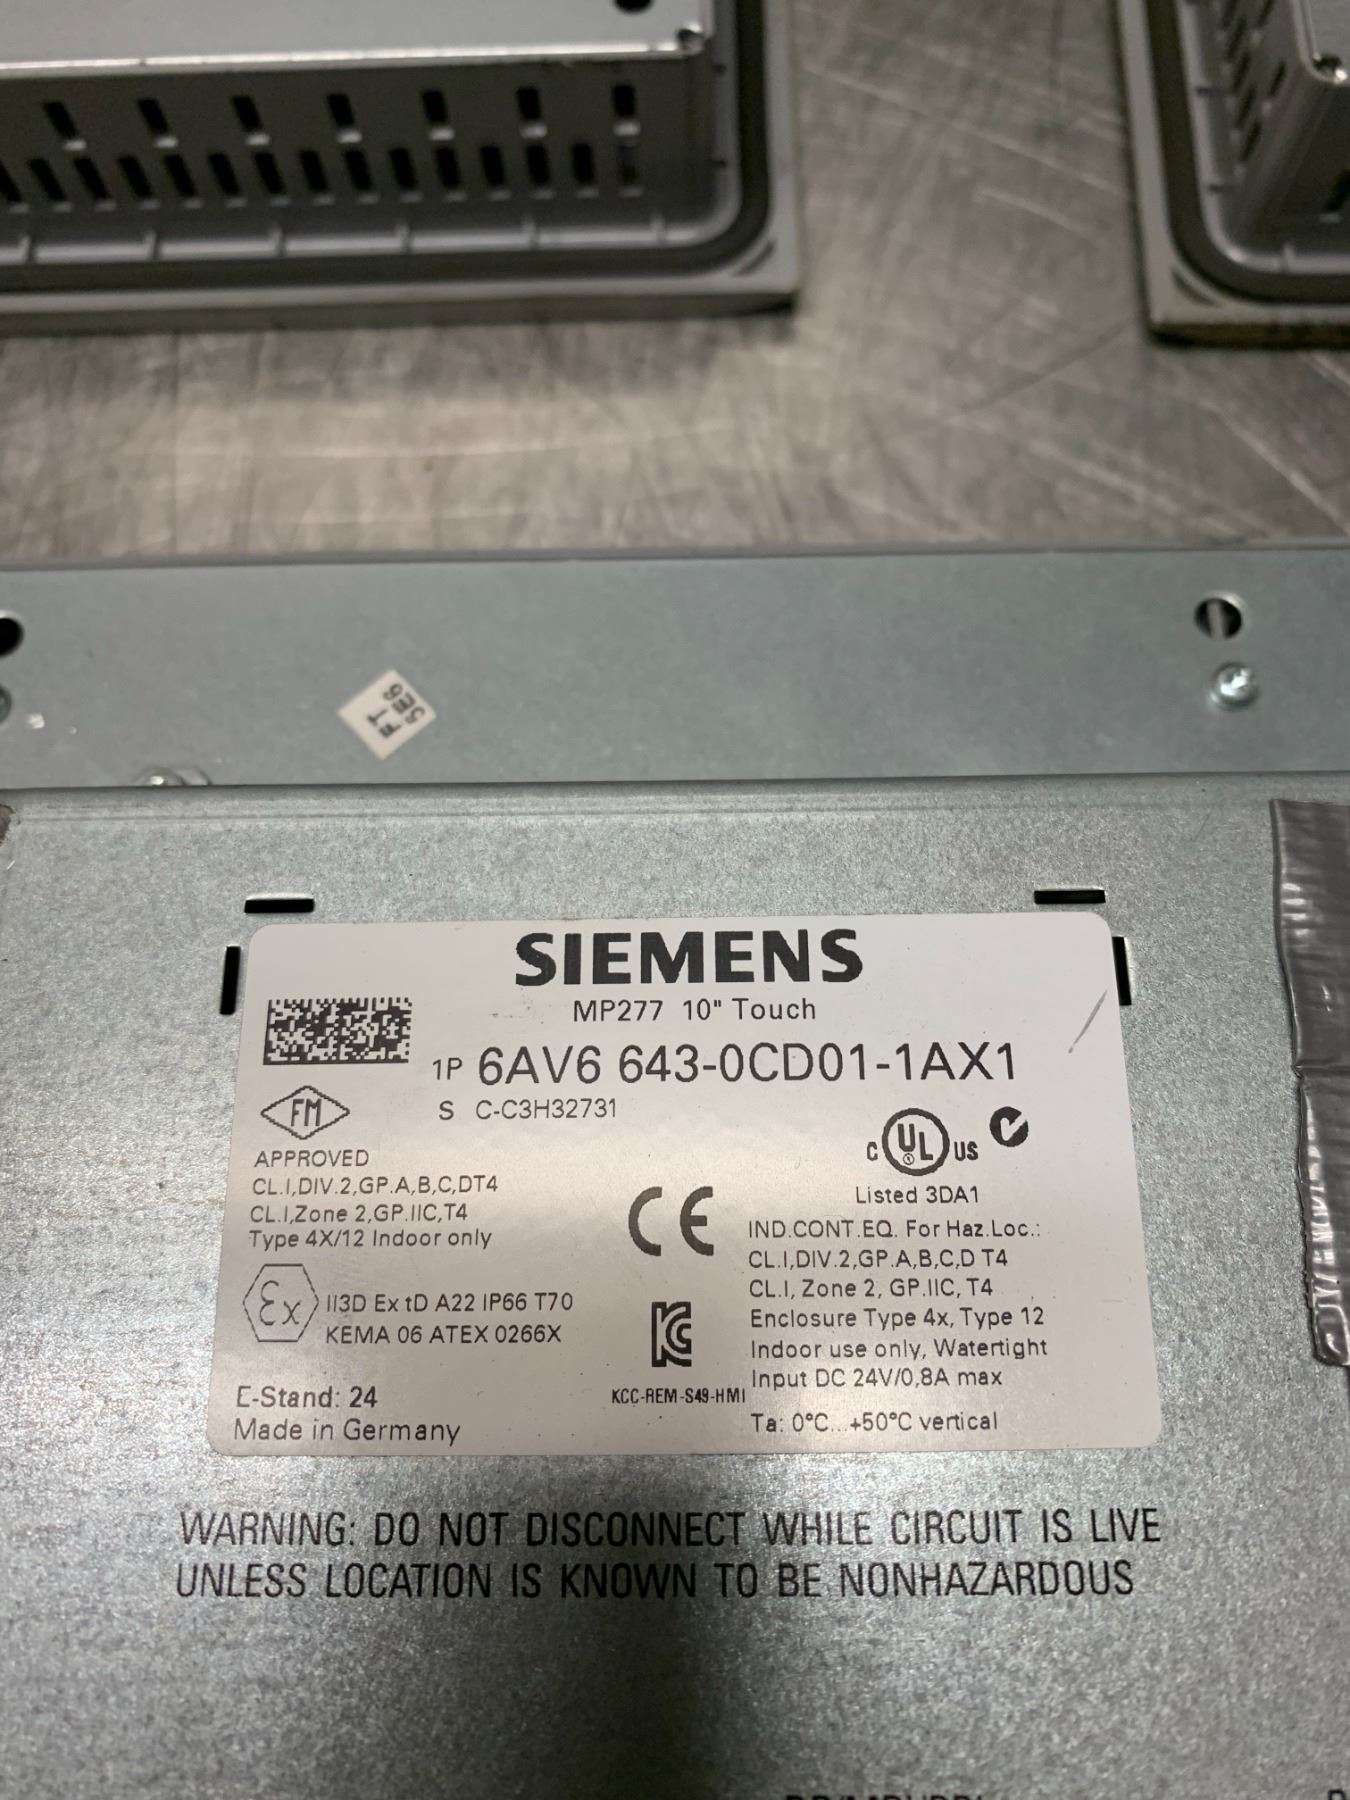 SIEMENS
MP277 10" Touch
1P 6AV6 643-0CD01-1AX1
S C-C3H32731
FM
APPROVED
CL.I,DIV.2,GP.A,B,C,DT4
CL.I,Zone 2,GP.IIC,T4
Type 4X/12 Indoor only
Ex II3D Ex tD A22 IP66 T70
KEMA 06 ATEX 0266X
E-Stand: 24
Made in Germany
CE
KCC-REM-S49-HMI
C UL US
Listed 3DA1
IND.CONT.EQ. For Haz.Loc.:
CL.I,DIV.2,GP.A,B,C,D T4
CL.I, Zone 2, GP.IIC, T4
Enclosure Type 4x, Type 12
Indoor use only, Watertight
Input DC 24V/0,8A max
Ta: 0°C...+50°C vertical
WARNING: DO NOT DISCONNECT WHILE CIRCUIT IS LIVE
UNLESS LOCATION IS KNOWN TO BE NONHAZARDOUS